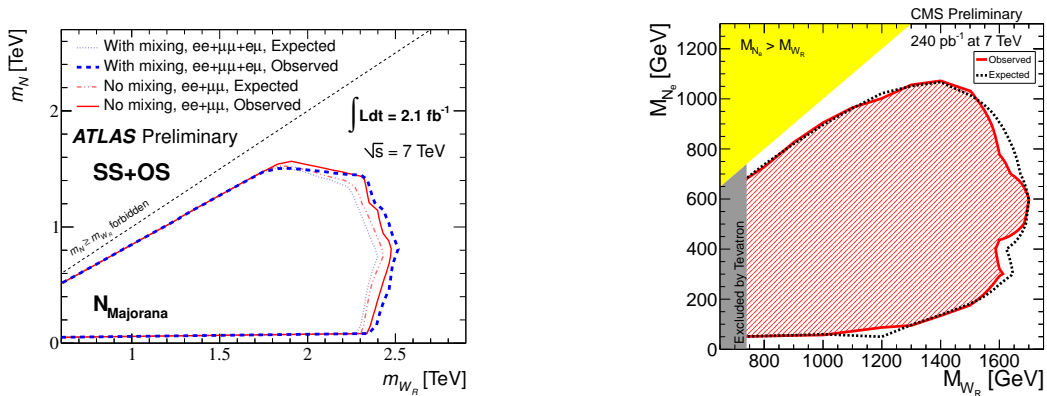 With mixing, ee+μμ+eμ, Expected
With mixing, ee+μμ+eμ, Observed
No mixing, ee+μμ, Expected
No mixing, ee+μμ, Observed
∫ Ldt = 2.1 fb⁻¹
ATLAS Preliminary
√s = 7 TeV
SS+OS
m_N ≥ m_{W_R} forbidden
N_Majorana
m_N [TeV]
2
1
0
1
1.5
2
2.5
m_{W_R} [TeV]
CMS Preliminary
240 pb⁻¹ at 7 TeV
M_{N_e} > M_{W_R}
Observed
Expected
Excluded by Tevatron
M_{N_e} [GeV]
1200
1000
800
600
400
200
0
800
1000
1200
1400
1600
M_{W_R} [GeV]